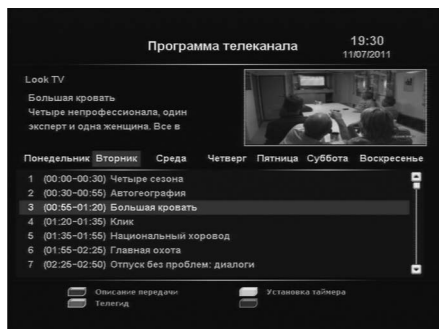 Программа телеканала
19:30
11/07/2011
Look TV
Большая кровать
Четыре непрофессионала, один
эксперт и одна женщина. Все в
Понедельник Вторник Среда Четверг Пятница Суббота Воскресенье
1 (00:00-00:30) Четыре сезона
2 (00:30-00:55) Автогеография
3 (00:55-01:20) Большая кровать
4 (01:20-01:35) Клик
5 (01:35-01:55) Национальный хоровод
6 (01:55-02:25) Главная охота
7 (02:25-02:50) Отпуск без проблем: диалоги
Описание передачи Установка таймера
Телегид